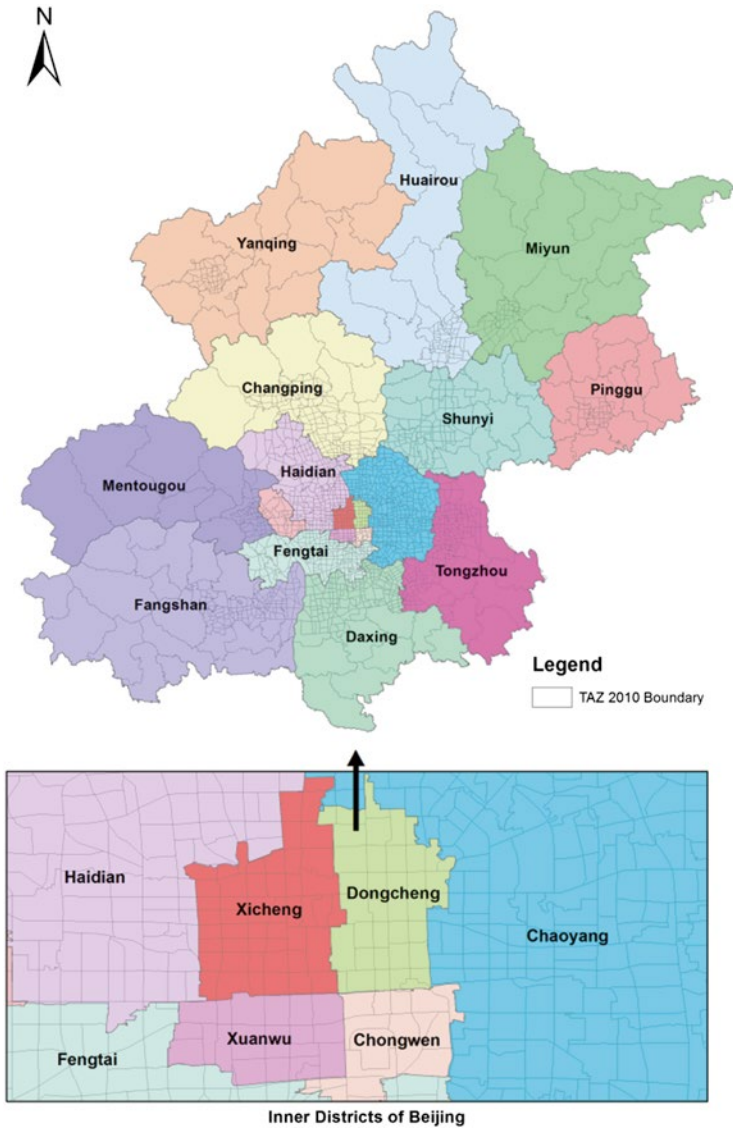 N
Huairou
Yanqing
Miyun
Changping
Pinggu
Shunyi
Haidian
Mentougou
Fengtai
Tongzhou
Fangshan
Daxing
Legend
TAZ 2010 Boundary
Haidian
Xicheng
Dongcheng
Chaoyang
Xuanwu
Chongwen
Fengtai
Inner Districts of Beijing